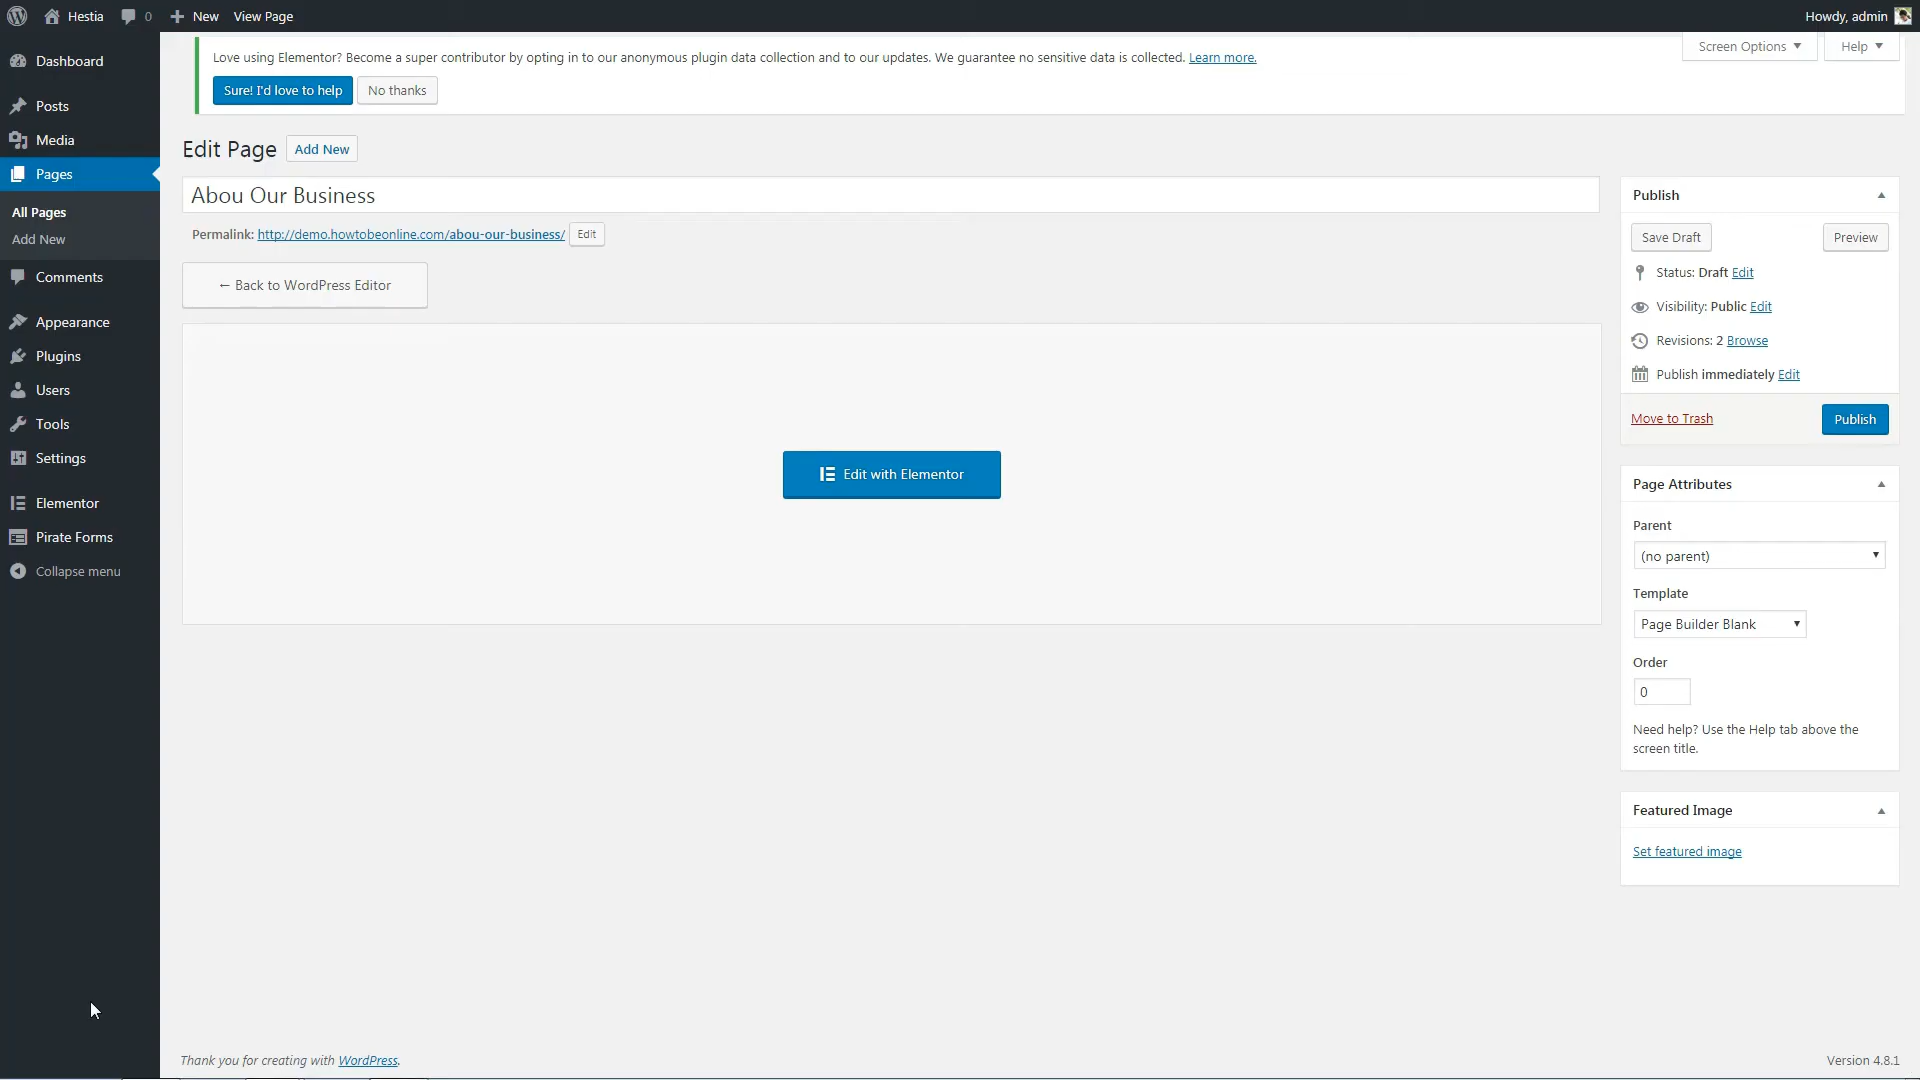 Hestia 0 New View Page Howdy, admin
Dashboard
Posts
Media
Pages
All Pages
Add New
Comments
Appearance
Plugins
Users
Tools
Settings
Elementor
Pirate Forms
Collapse menu
Love using Elementor? Become a super contributor by opting in to our anonymous plugin data collection and to our updates. We guarantee no sensitive data is collected. Learn more.
Sure! I'd love to help No thanks
Screen Options Help
Edit Page Add New
Abou Our Business
Permalink: http://demo.howtobeonline.com/abou-our-business/ Edit
← Back to WordPress Editor
Edit with Elementor
Publish
Save Draft Preview
Status: Draft Edit
Visibility: Public Edit
Revisions: 2 Browse
Publish immediately Edit
Move to Trash Publish
Page Attributes
Parent
(no parent)
Template
Page Builder Blank
Order
0
Need help? Use the Help tab above the
screen title.
Featured Image
Set featured image
Thank you for creating with WordPress. Version 4.8.1